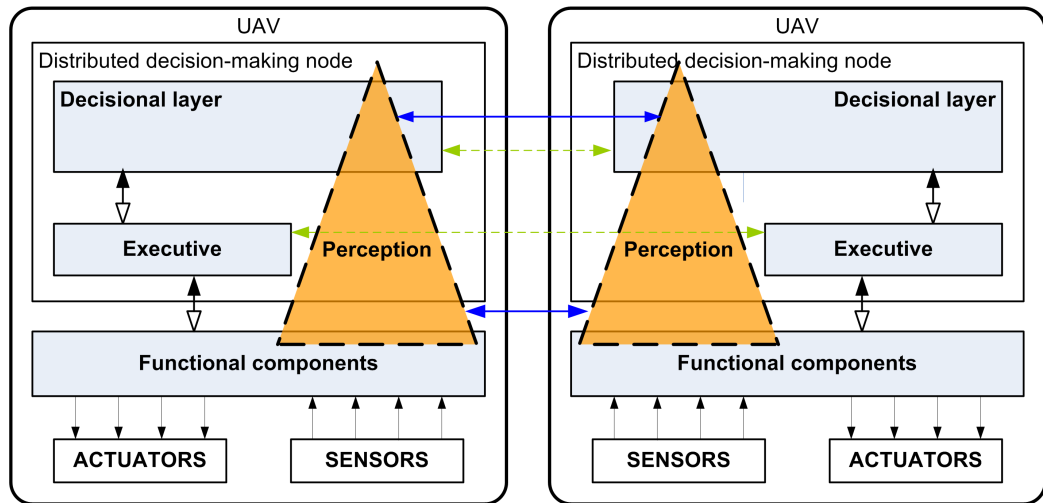 UAV
Distributed decision-making node
Decisional layer
Executive
Perception
Functional components
ACTUATORS
SENSORS
UAV
Distributed decision-making node
Decisional layer
Perception
Executive
Functional components
SENSORS
ACTUATORS